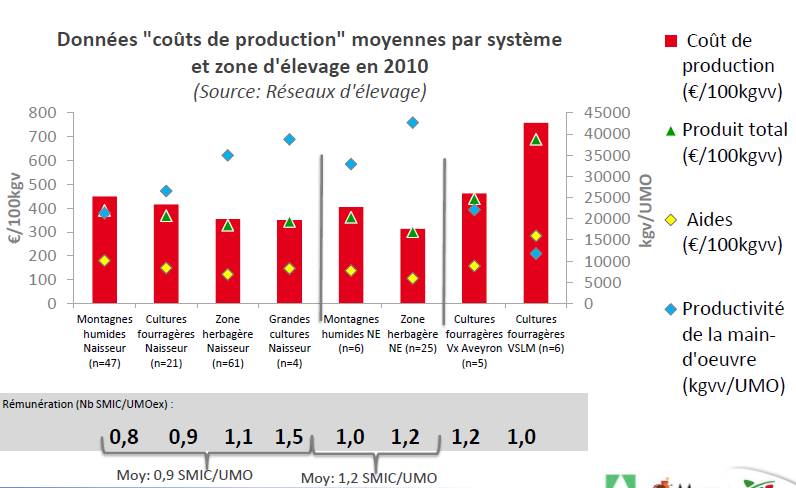 Données "coûts de production" moyennes par système
et zone d'élevage en 2010
(Source: Réseaux d'élevage)
€/100kgv
800
700
600
500
400
300
200
100
0
45000
40000
35000
30000
25000
20000
15000
10000
5000
0
kgv/UMO
Montagnes
humides
Naisseur
(n=47)
Cultures
fourragères
Naisseur
(n=21)
Zone
herbagère
Naisseur
(n=61)
Grandes
cultures
Naisseur
(n=4)
Montagnes
humides NE
(n=6)
Zone
herbagère
NE (n=25)
Cultures
fourragères
Vx Aveyron
(n=5)
Cultures
fourragères
VSLM (n=6)
Coût de
production
(€/100kgvv)
Produit total
(€/100kgvv)
Aides
(€/100kgvv)
Productivité
de la main-
d'oeuvre
(kgvv/UMO)
Rémunération (Nb SMIC/UMOex) :
0,8 0,9 1,1 1,5 1,0 1,2 1,2 1,0
Moy: 0,9 SMIC/UMO
Moy: 1,2 SMIC/UMO